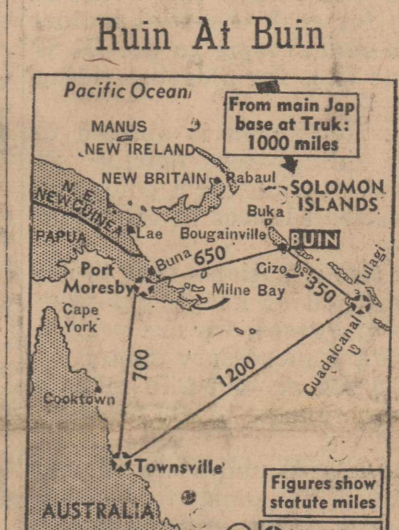 Ruin At Buin
Pacific Ocean
From main Jap
base at Truk:
1000 miles
MANUS
NEW IRELAND
NEW BRITAIN
Rabaul
SOLOMON
ISLANDS
N.E.
NEW GUINEA
Buka
PAPUA
Lae
Bougainville
BUIN
Buna
650
Gizo
350
Tulagi
Port
Moresby
Milne Bay
Cape
York
Guadalcanal
700
1200
Cooktown
Townsville
Figures show
statute miles
AUSTRALIA